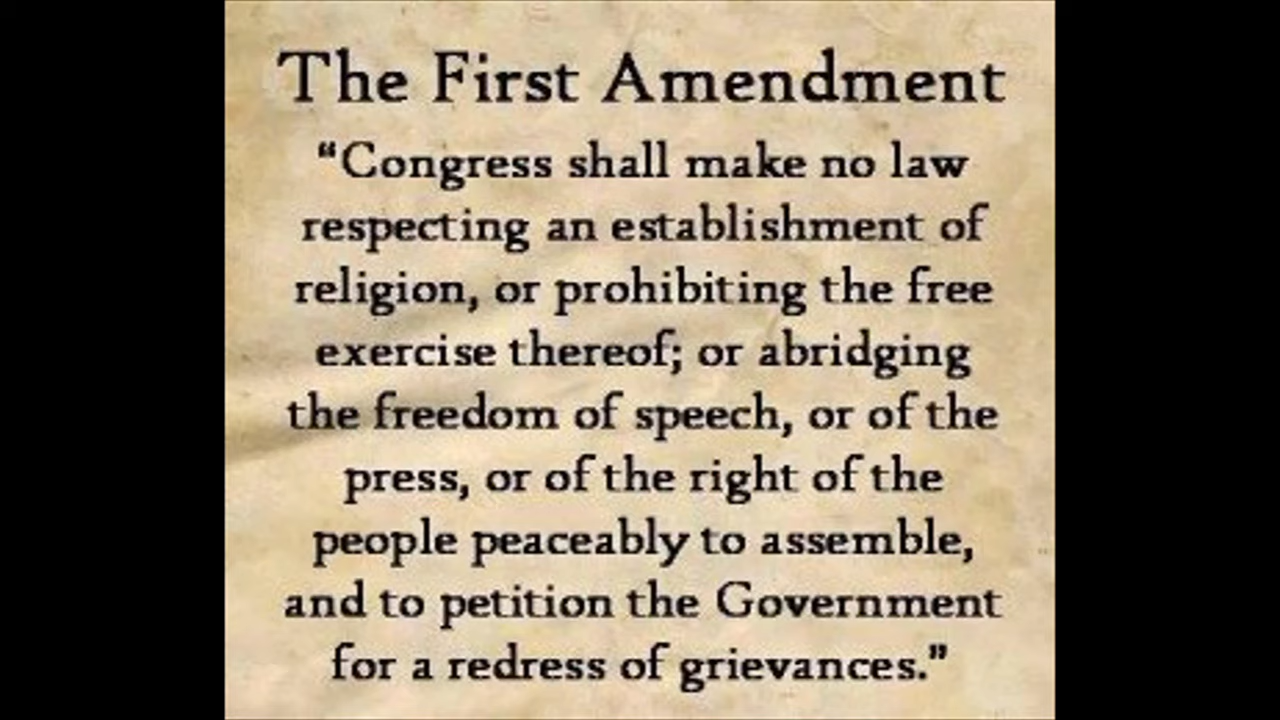 The First Amendment
“Congress shall make no law
respecting an establishment of
religion, or prohibiting the free
exercise thereof; or abridging
the freedom of speech, or of the
press, or of the right of the
people peaceably to assemble,
and to petition the Government
for a redress of grievances.”